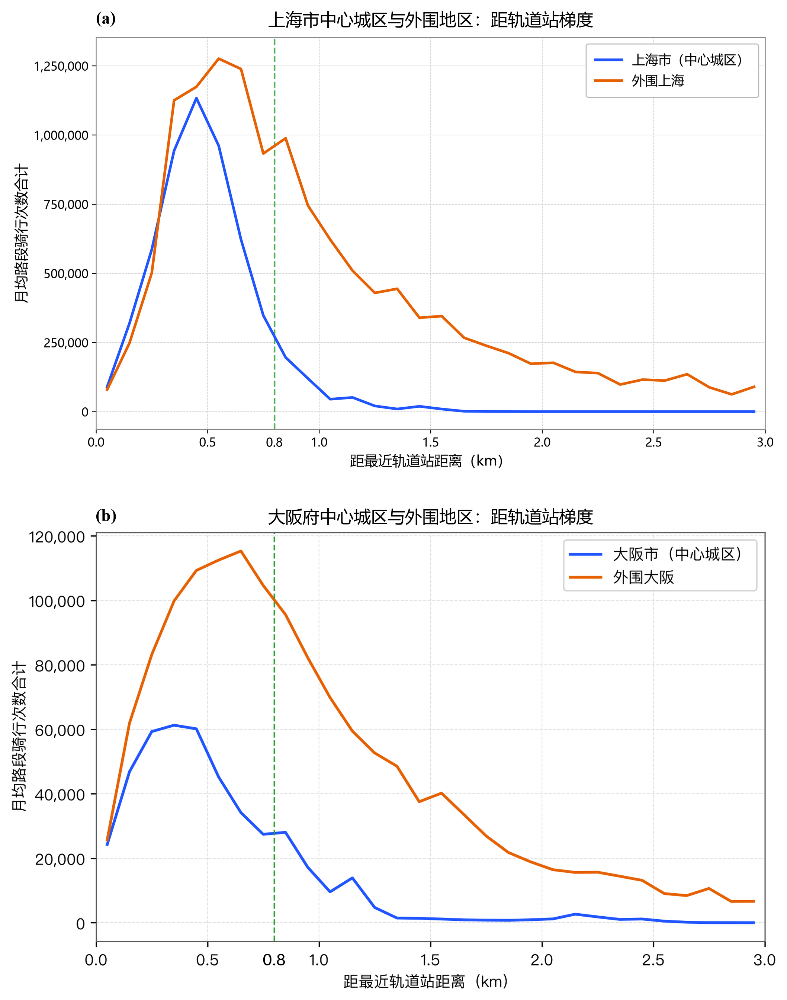 (a)
上海市中心城区与外围地区：距轨道站梯度
上海市（中心城区）
外围上海
月均路段骑行次数合计
1,250,000
1,000,000
750,000
500,000
250,000
0
0.0 0.5 0.8 1.0 1.5 2.0 2.5 3.0
距最近轨道站距离（km）
(b)
大阪府中心城区与外围地区：距轨道站梯度
大阪市（中心城区）
外围大阪
月均路段骑行次数合计
120,000
100,000
80,000
60,000
40,000
20,000
0
0.0 0.5 0.8 1.0 1.5 2.0 2.5 3.0
距最近轨道站距离（km）